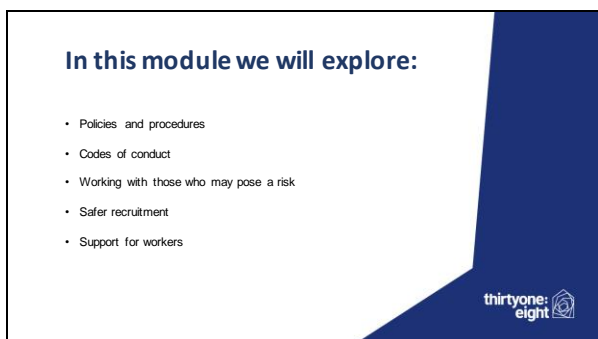 In this module we will explore:
• Policies and procedures
• Codes of conduct
• Working with those who may pose a risk
• Safer recruitment
• Support for workers
thirtyone:
eight